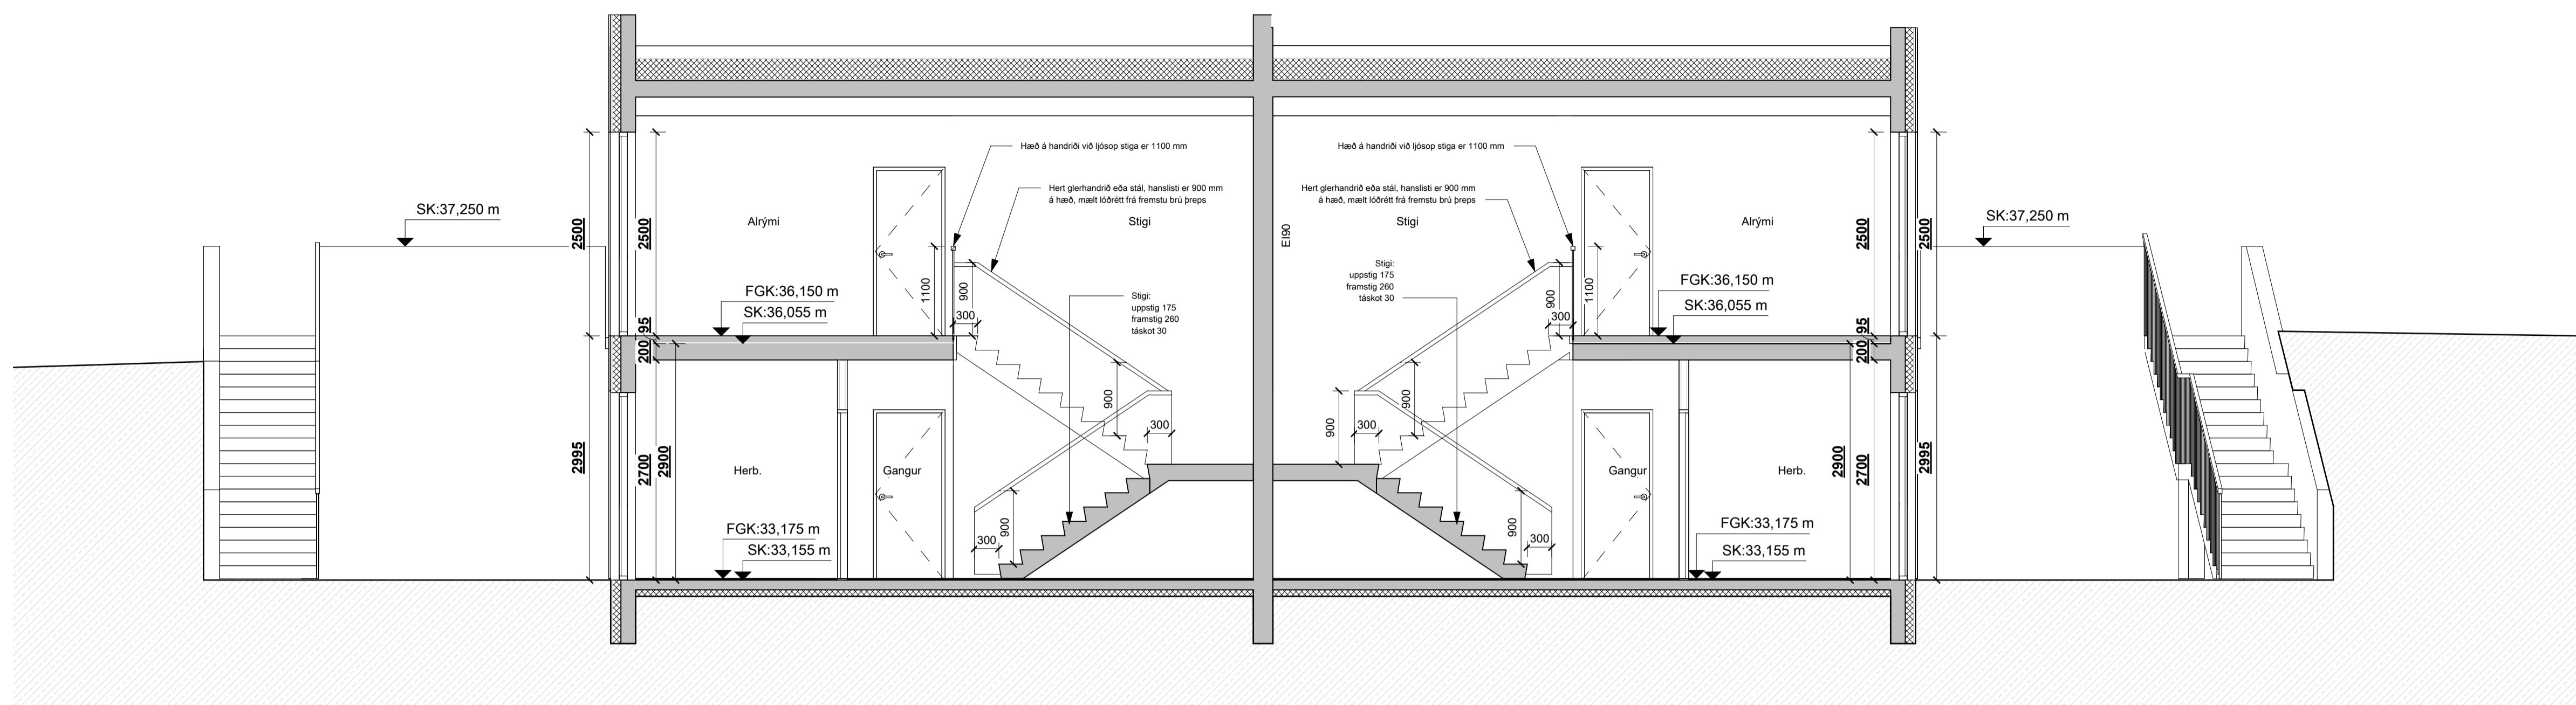 Hæð á handriði við ljósop stiga er 1100 mm
Hæð á handriði við ljósop stiga er 1100 mm
Hert glerhandrið eða stál, hanslisti er 900 mm
á hæð, mælt lóðrétt frá fremstu brú þreps
Hert glerhandrið eða stál, hanslisti er 900 mm
á hæð, mælt lóðrétt frá fremstu brú þreps
SK:37,250 m
2500
2500
Alrými
Stigi
EI90
Stigi
Alrými
2500
2500
SK:37,250 m
FGK:36,150 m
SK:36,055 m
1100
900
300
Stigi:
uppstig 175
framstig 260
táskot 30
Stigi:
uppstig 175
framstig 260
táskot 30
900
1100
300
FGK:36,150 m
SK:36,055 m
95
200
95
200
900
300
900
300
900
2995
2700
2900
Herb.
Gangur
Gangur
Herb.
2900
2700
2995
FGK:33,175 m
SK:33,155 m
300
900
900
300
FGK:33,175 m
SK:33,155 m